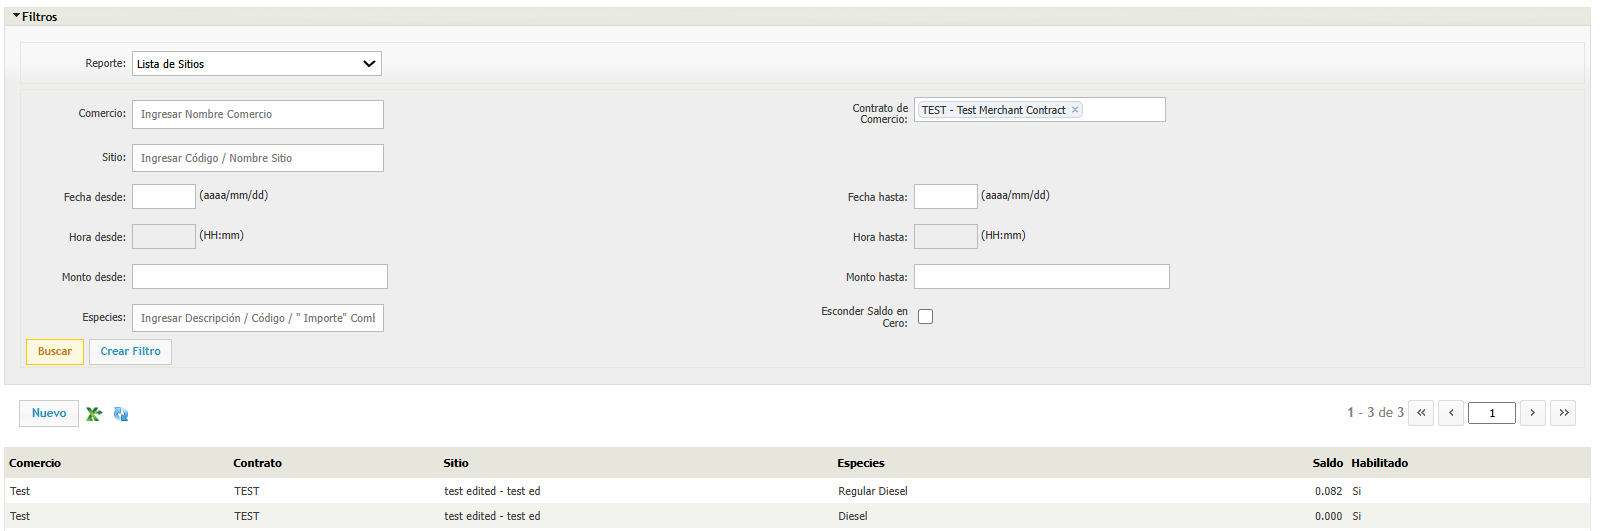 Filtros
Reporte: Lista de Sitios
Comercio: Ingresar Nombre Comercio
Contrato de Comercio: TEST - Test Merchant Contract ×
Sitio: Ingresar Código / Nombre Sitio
Fecha desde: (aaaa/mm/dd) Fecha hasta: (aaaa/mm/dd)
Hora desde: (HH:mm) Hora hasta: (HH:mm)
Monto desde: Monto hasta:
Especies: Ingresar Descripción / Código / " Importe" Comb
Esconder Saldo en Cero:
Buscar Crear Filtro
Nuevo 1 - 3 de 3 « ‹ 1 › »
Comercio Contrato Sitio Especies Saldo Habilitado
Test TEST test edited - test ed Regular Diesel 0.082 Si
Test TEST test edited - test ed Diesel 0.000 Si